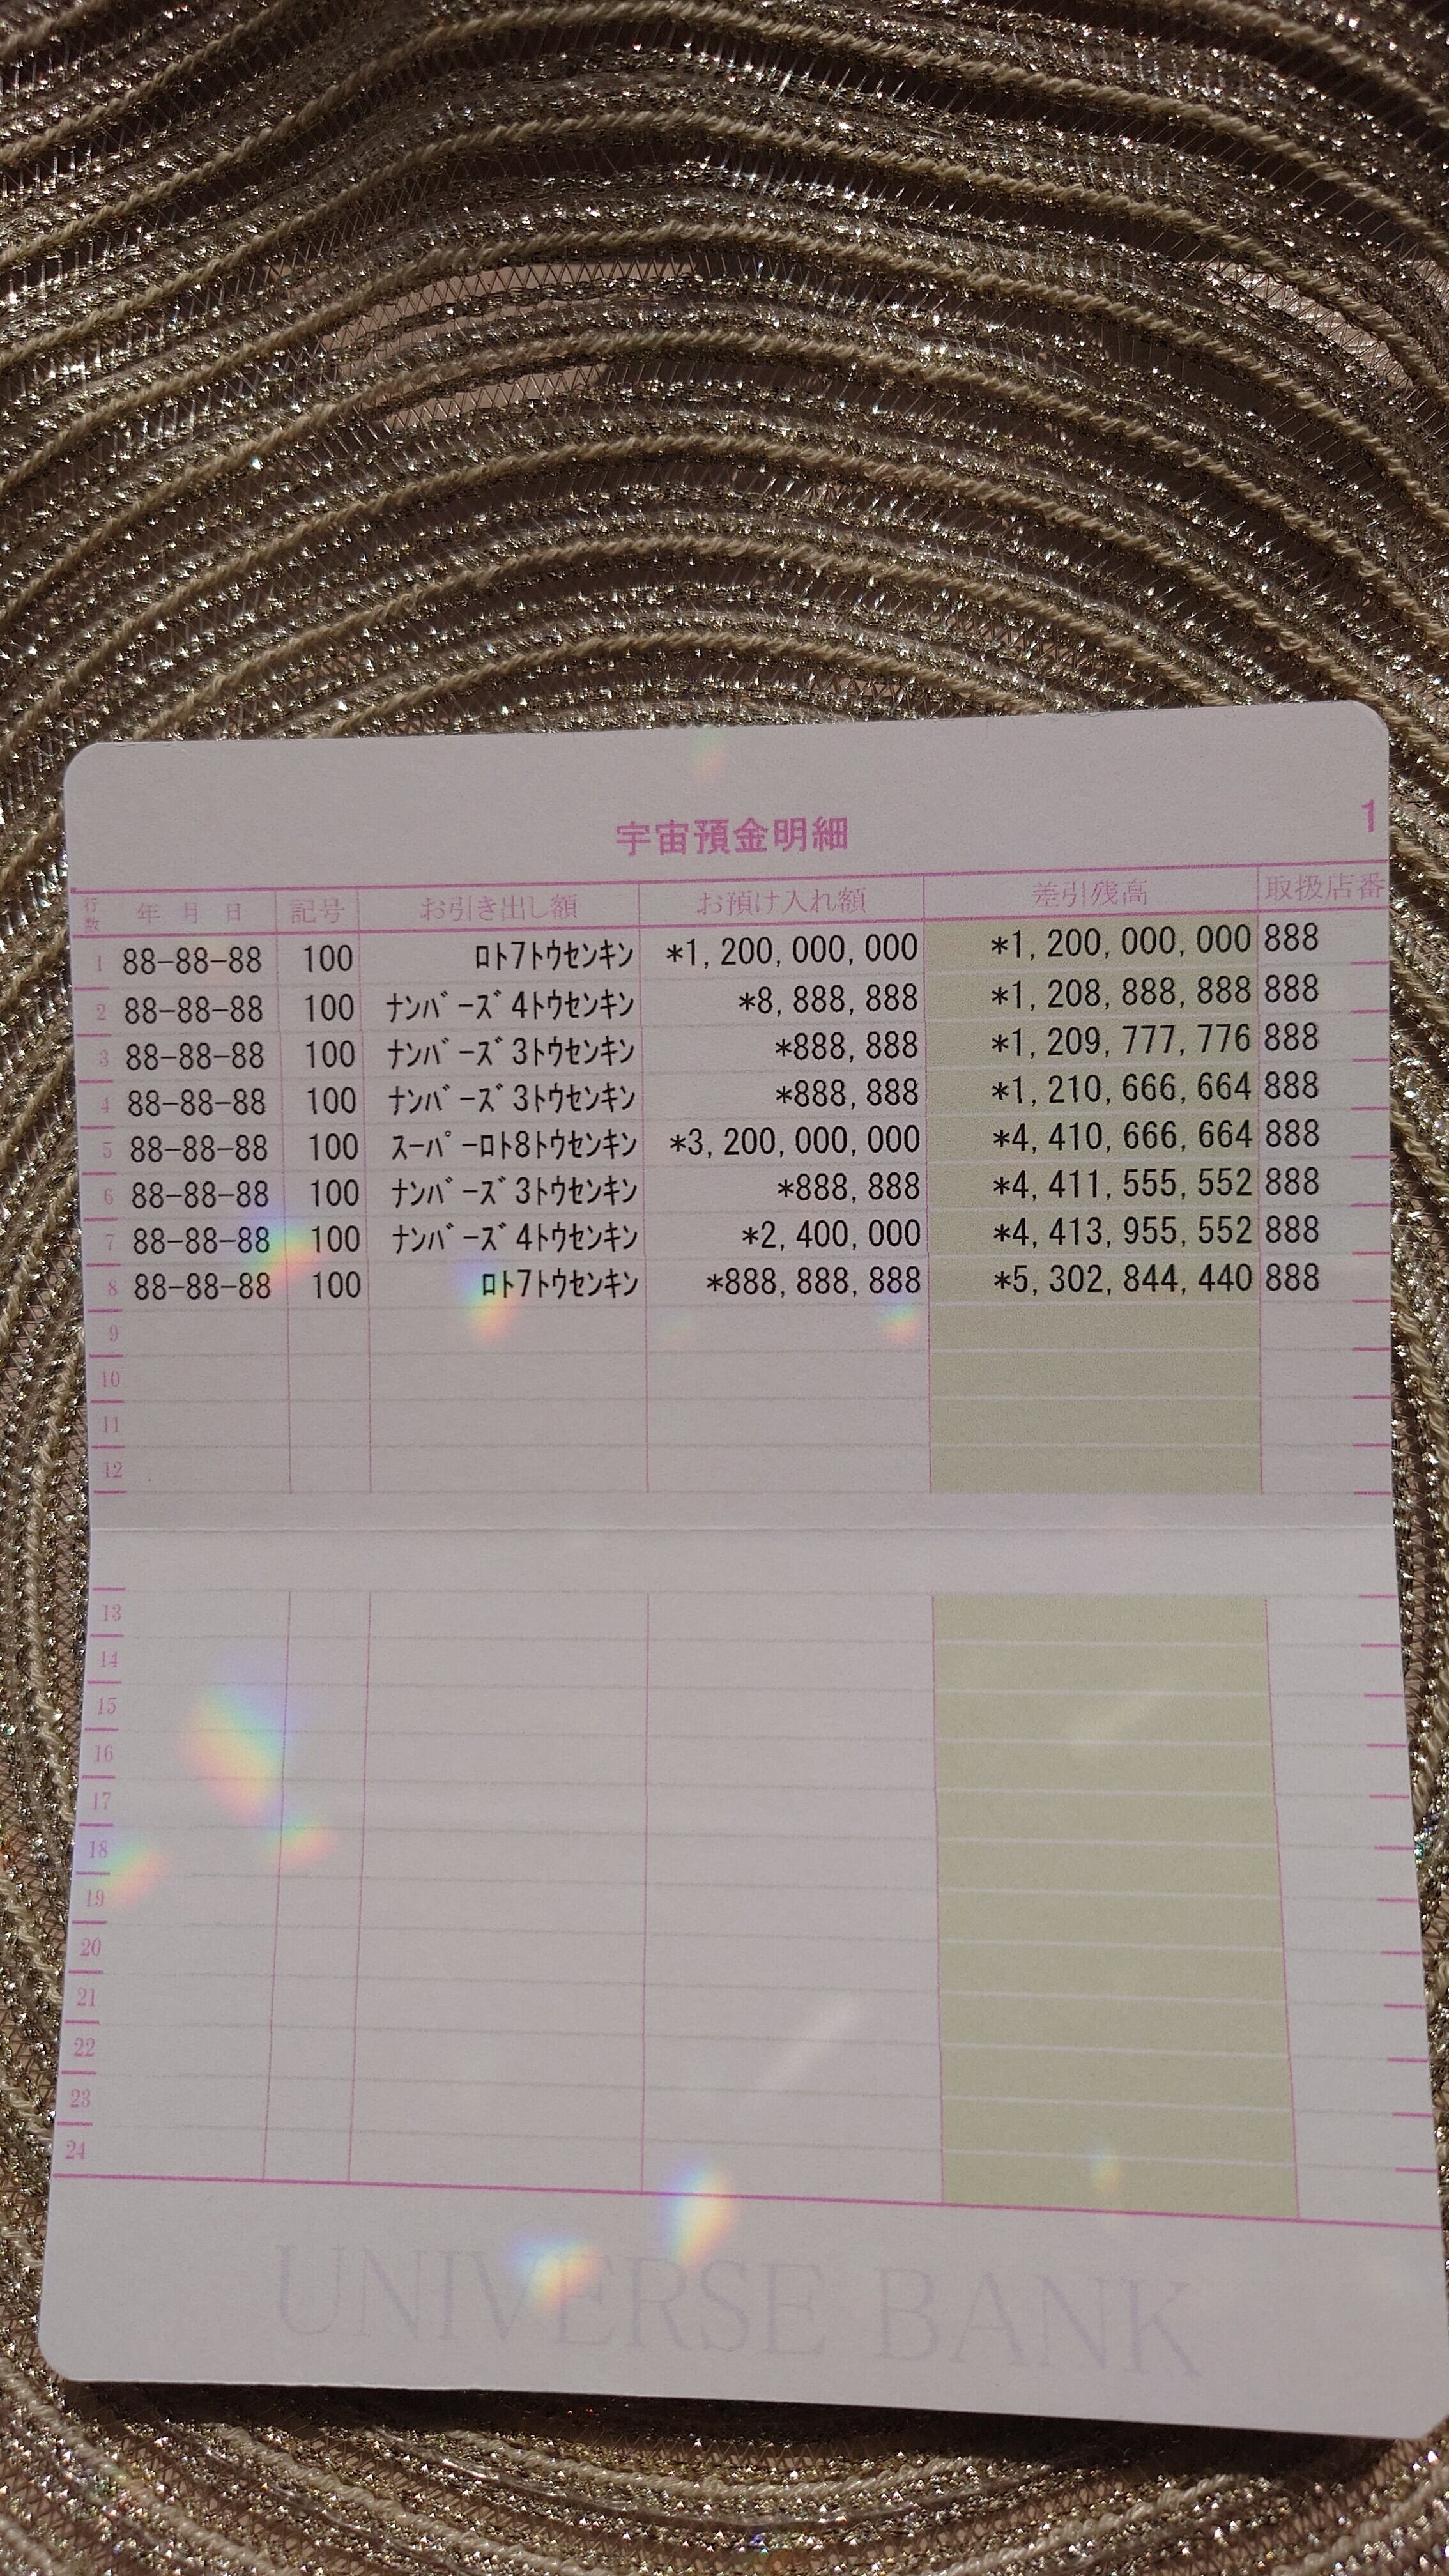 宇宙預金明細 1
行数 年 月 日 記号 お引き出し額 お預け入れ額 差引残高 取扱店番
1 88-88-88 100 ﾛﾄ7ﾄｳｾﾝｷﾝ *1,200,000,000 *1,200,000,000 888
2 88-88-88 100 ﾅﾝﾊﾞｰｽﾞ4ﾄｳｾﾝｷﾝ *8,888,888 *1,208,888,888 888
3 88-88-88 100 ﾅﾝﾊﾞｰｽﾞ3ﾄｳｾﾝｷﾝ *888,888 *1,209,777,776 888
4 88-88-88 100 ﾅﾝﾊﾞｰｽﾞ3ﾄｳｾﾝｷﾝ *888,888 *1,210,666,664 888
5 88-88-88 100 ｽｰﾊﾟｰﾛﾄ8ﾄｳｾﾝｷﾝ *3,200,000,000 *4,410,666,664 888
6 88-88-88 100 ﾅﾝﾊﾞｰｽﾞ3ﾄｳｾﾝｷﾝ *888,888 *4,411,555,552 888
7 88-88-88 100 ﾅﾝﾊﾞｰｽﾞ4ﾄｳｾﾝｷﾝ *2,400,000 *4,413,955,552 888
8 88-88-88 100 ﾛﾄ7ﾄｳｾﾝｷﾝ *888,888,888 *5,302,844,440 888
9
10
11
12
13
14
15
16
17
18
19
20
21
22
23
24
UNIVERSE BANK